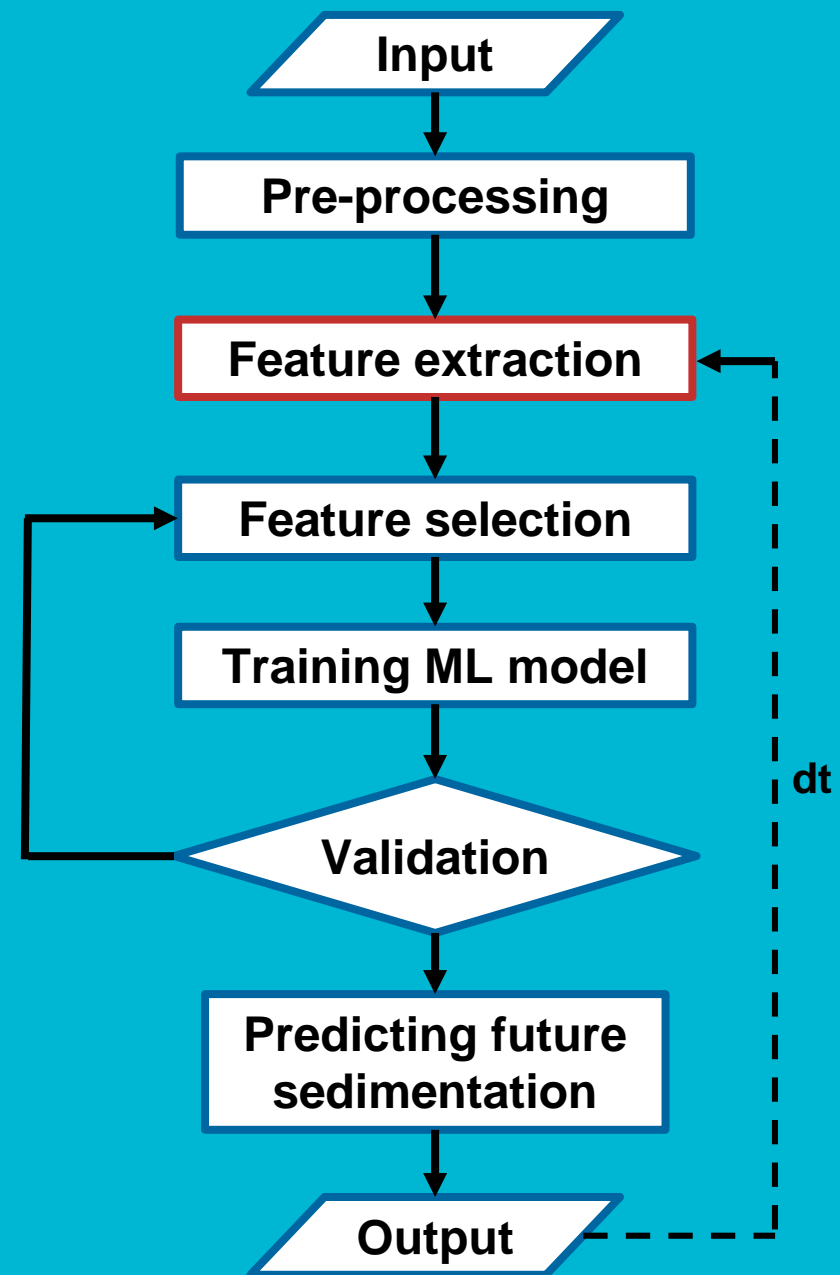 Input
Pre-processing
Feature extraction
Feature selection
Training ML model
dt
Validation
Predicting future
sedimentation
Output